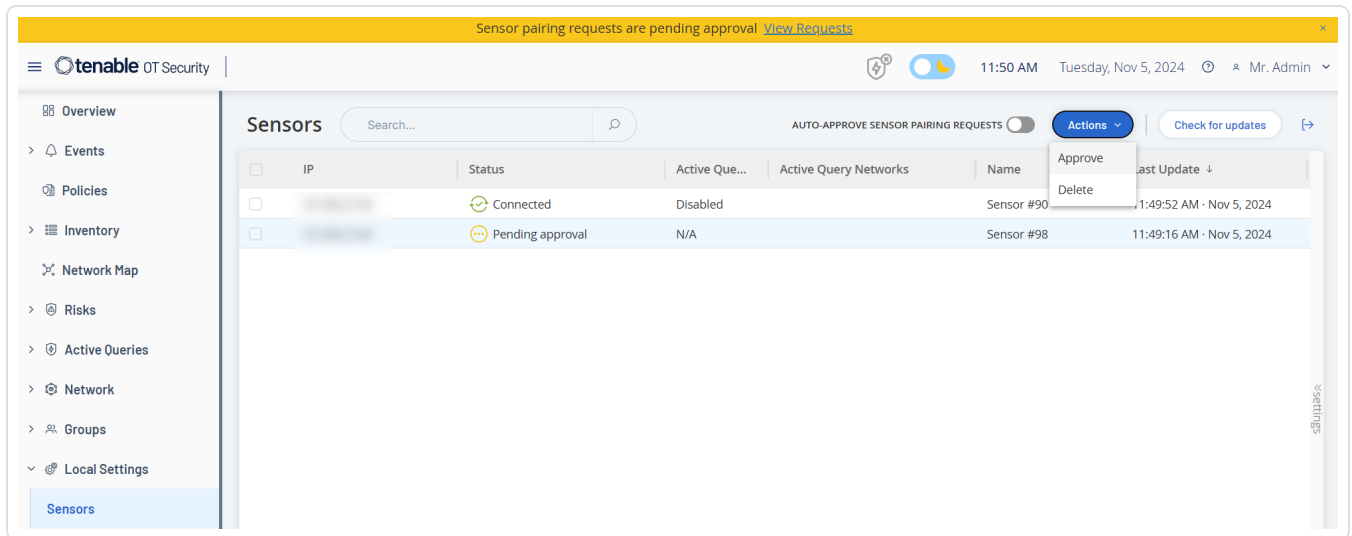 Sensor pairing requests are pending approval View Requests ×
tenable OT Security
11:50 AM Tuesday, Nov 5, 2024 Mr. Admin
Overview
Events
Policies
Inventory
Network Map
Risks
Active Queries
Network
Groups
Local Settings
Sensors
Sensors Search... AUTO-APPROVE SENSOR PAIRING REQUESTS Actions Check for updates
Approve
Delete
IP Status Active Que... Active Query Networks Name Last Update ↓
Connected Disabled Sensor #90 11:49:52 AM · Nov 5, 2024
Pending approval N/A Sensor #98 11:49:16 AM · Nov 5, 2024
settings